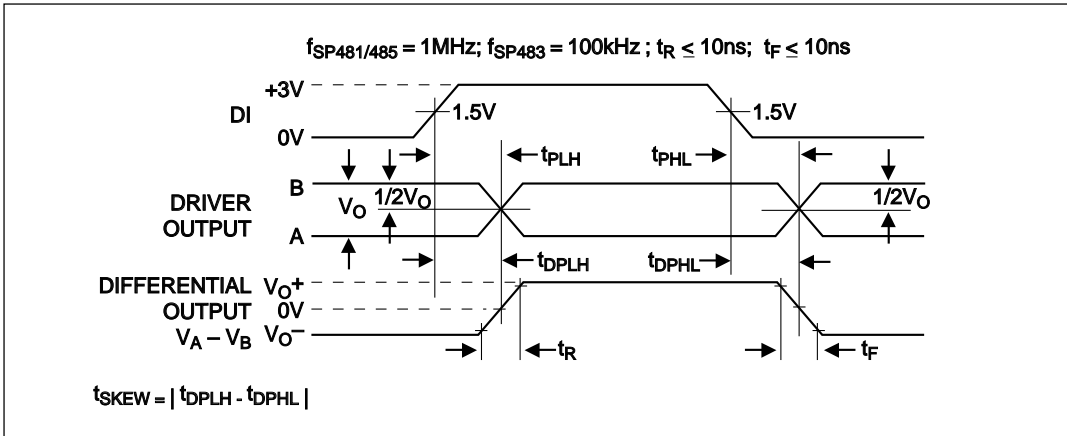 fSP481/485 = 1MHz; fSP483 = 100kHz ; tR ≤ 10ns; tF ≤ 10ns
+3V
DI
1.5V
1.5V
0V
tPLH
tPHL
B
DRIVER
OUTPUT
VO
1/2VO
1/2VO
A
tDPLH
tDPHL
DIFFERENTIAL
OUTPUT
VA – VB
VO+
0V
VO–
tR
tF
tSKEW = | tDPLH - tDPHL |